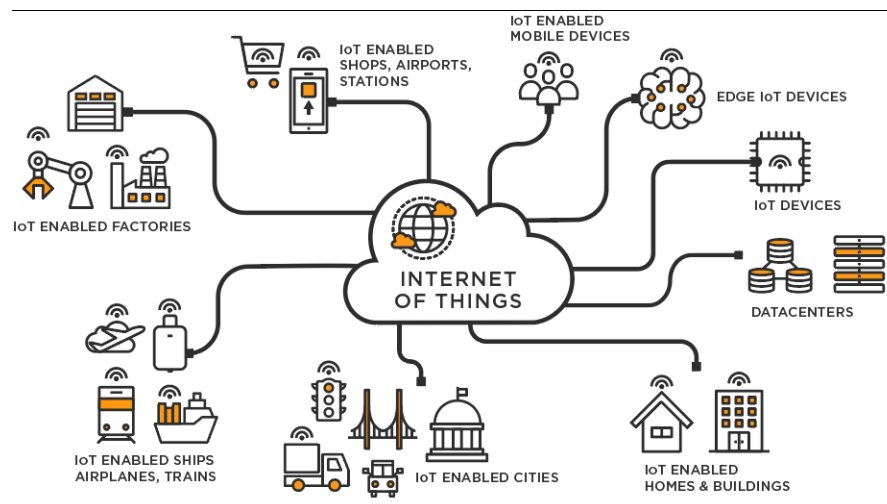 IoT ENABLED
SHOPS, AIRPORTS,
STATIONS
IoT ENABLED
MOBILE DEVICES
EDGE IoT DEVICES
IoT DEVICES
IoT ENABLED FACTORIES
INTERNET
OF THINGS
DATACENTERS
IoT ENABLED SHIPS
AIRPLANES, TRAINS
IoT ENABLED CITIES
IoT ENABLED
HOMES & BUILDINGS